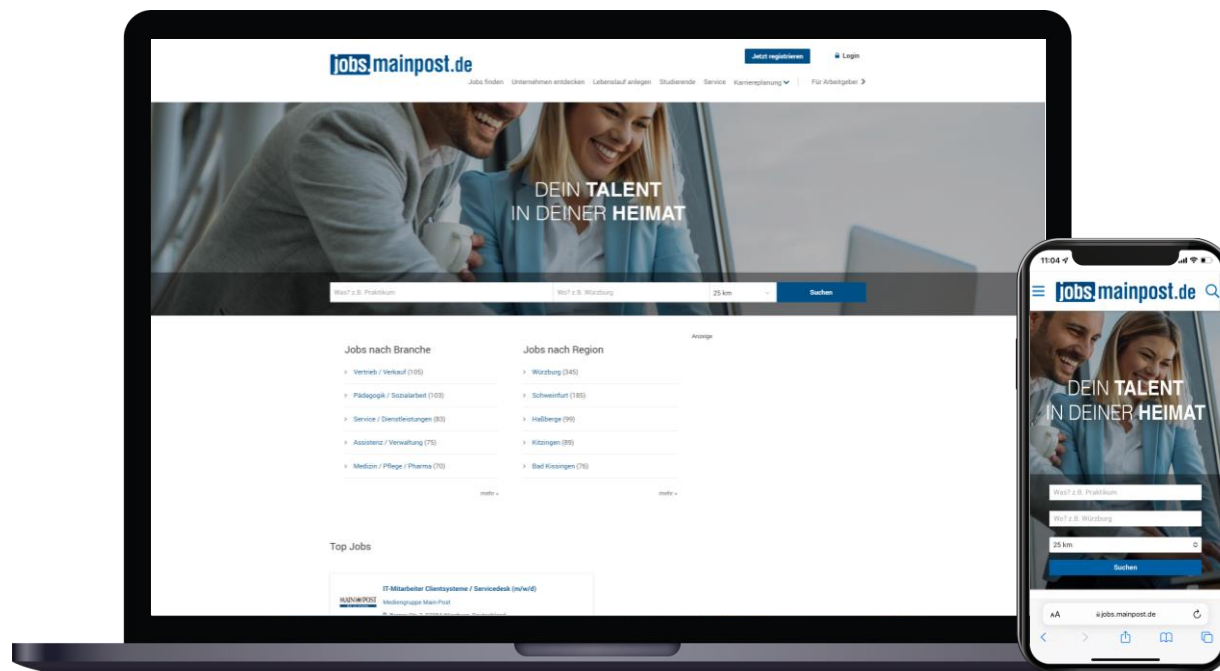 jobs.mainpost.de
Jetzt registrieren
Login
Jobs finden Unternehmen entdecken Lebenslauf anlegen Studierende Service Karriereplanung Für Arbeitgeber
DEIN TALENT
IN DEINER HEIMAT
Was? z.B. Praktikum Wo? z.B. Würzburg 25 km Suchen
Anzeige
Jobs nach Branche
> Vertrieb / Verkauf (105)
> Pädagogik / Sozialarbeit (103)
> Service / Dienstleistungen (83)
> Assistenz / Verwaltung (75)
> Medizin / Pflege / Pharma (70)
mehr »
Jobs nach Region
> Würzburg (345)
> Schweinfurt (185)
> Haßberge (99)
> Kitzingen (89)
> Bad Kissingen (76)
mehr »
Top Jobs
MAIN POST
IT-Mitarbeiter Clientsysteme / Servicedesk (m/w/d)
Mediengruppe Main-Post
11:04
jobs.mainpost.de
DEIN TALENT
IN DEINER HEIMAT
Was? z.B. Praktikum
Wo? z.B. Würzburg
25 km
Suchen
AA jobs.mainpost.de